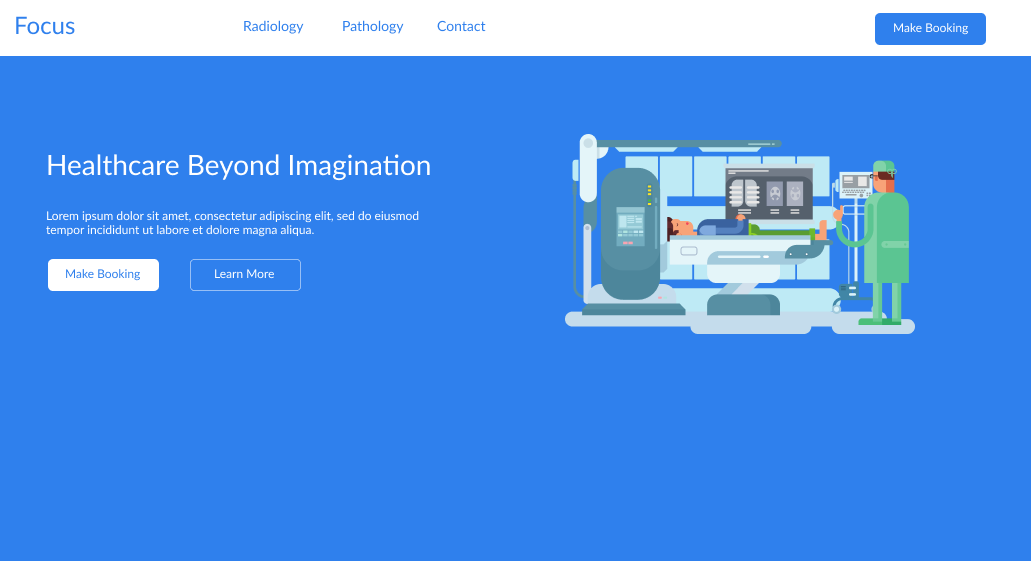 Focus
Radiology
Pathology
Contact
Make Booking
Healthcare Beyond Imagination
Lorem ipsum dolor sit amet, consectetur adipiscing elit, sed do eiusmod
tempor incididunt ut labore et dolore magna aliqua.
Make Booking
Learn More